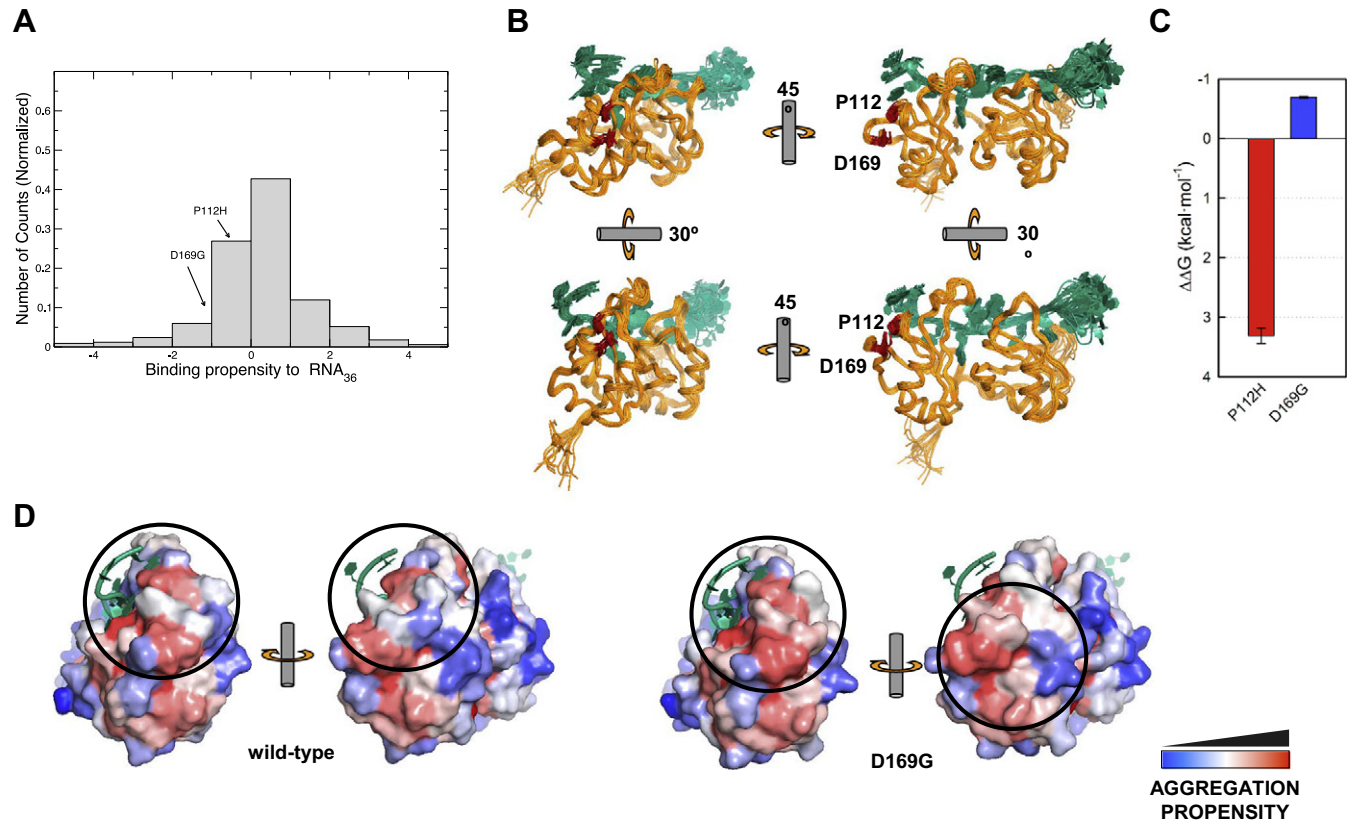 A
Number of Counts (Normalized)
0.6
0.5
0.4
0.3
0.2
0.1
0
P112H
D169G
-4
-2
0
2
4
Binding propensity to RNA36
B
45
o
P112
D169
30º
30
o
45
o
P112
D169
C
-1
0
1
2
3
4
ΔΔG (kcal·mol-1)
P112H
D169G
D
wild-type
D169G
AGGREGATION
PROPENSITY